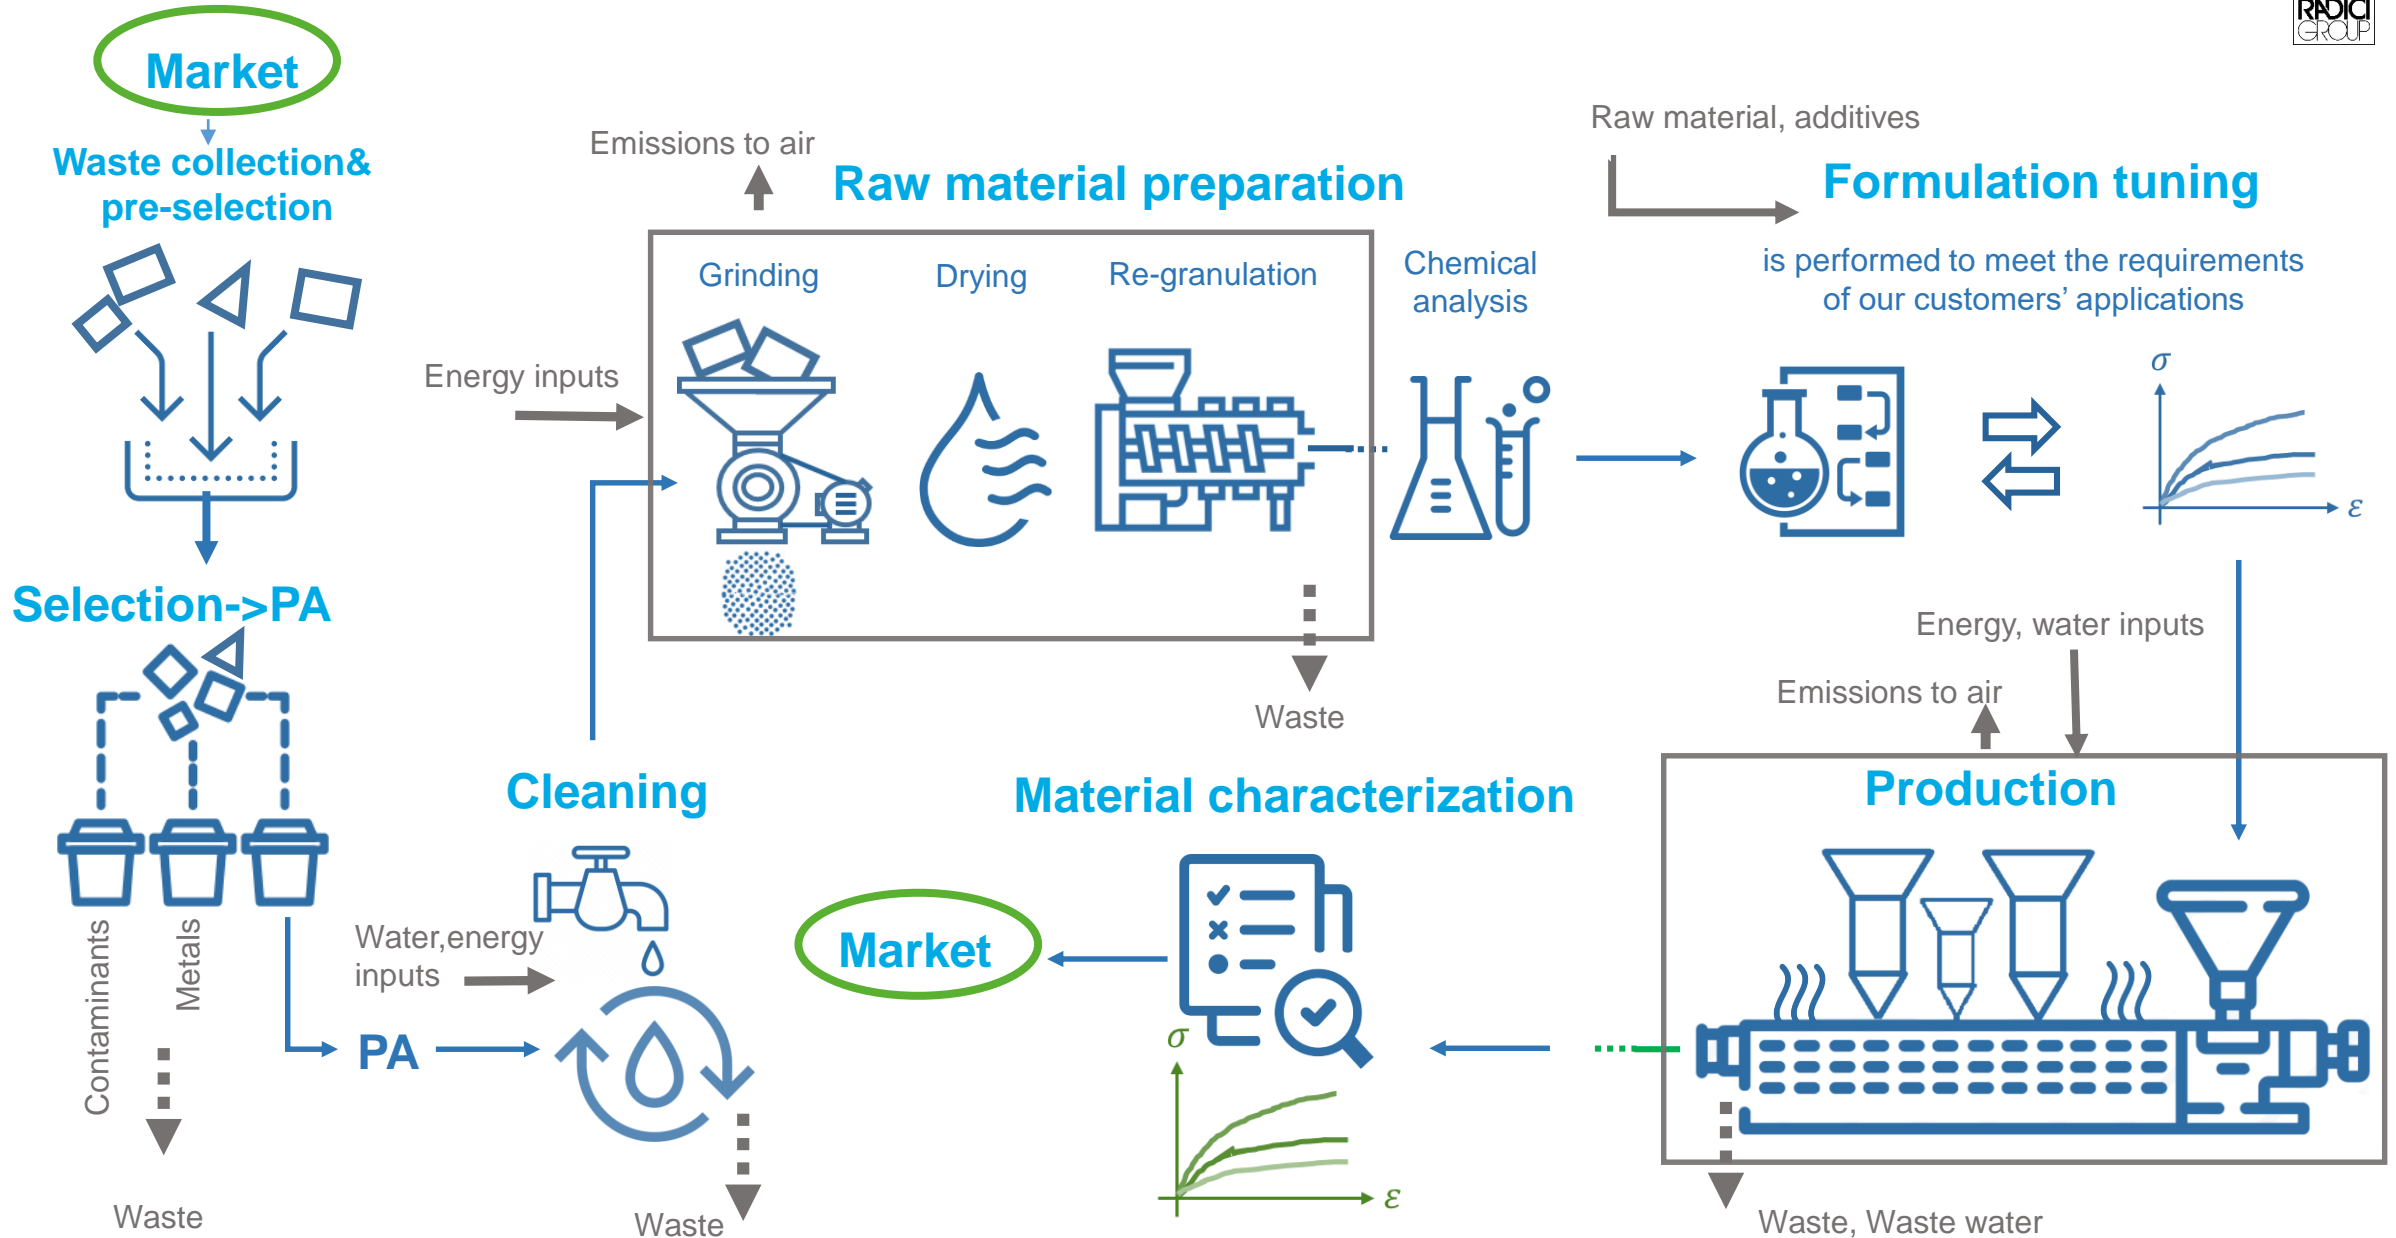 RADICI
GROUP
Market
Waste collection&
pre-selection
Selection->PA
Contaminants
Metals
Waste
PA
Water,energy
inputs
Cleaning
Waste
Energy inputs
Emissions to air
Raw material preparation
Grinding
Drying
Re-granulation
Waste
Chemical
analysis
Raw material, additives
Formulation tuning
is performed to meet the requirements
of our customers’ applications
σ
ε
Energy, water inputs
Emissions to air
Production
Waste, Waste water
Material characterization
σ
ε
Market